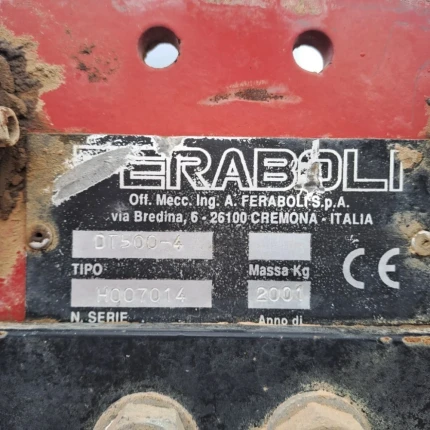 FERABOLI
Off. Mecc. Ing. A. FERABOLI S.p.A.
via Bredina, 6 - 26100 CREMONA - ITALIA
TIPO Massa Kg CE
H007014 2001
N. SERIE Anno di